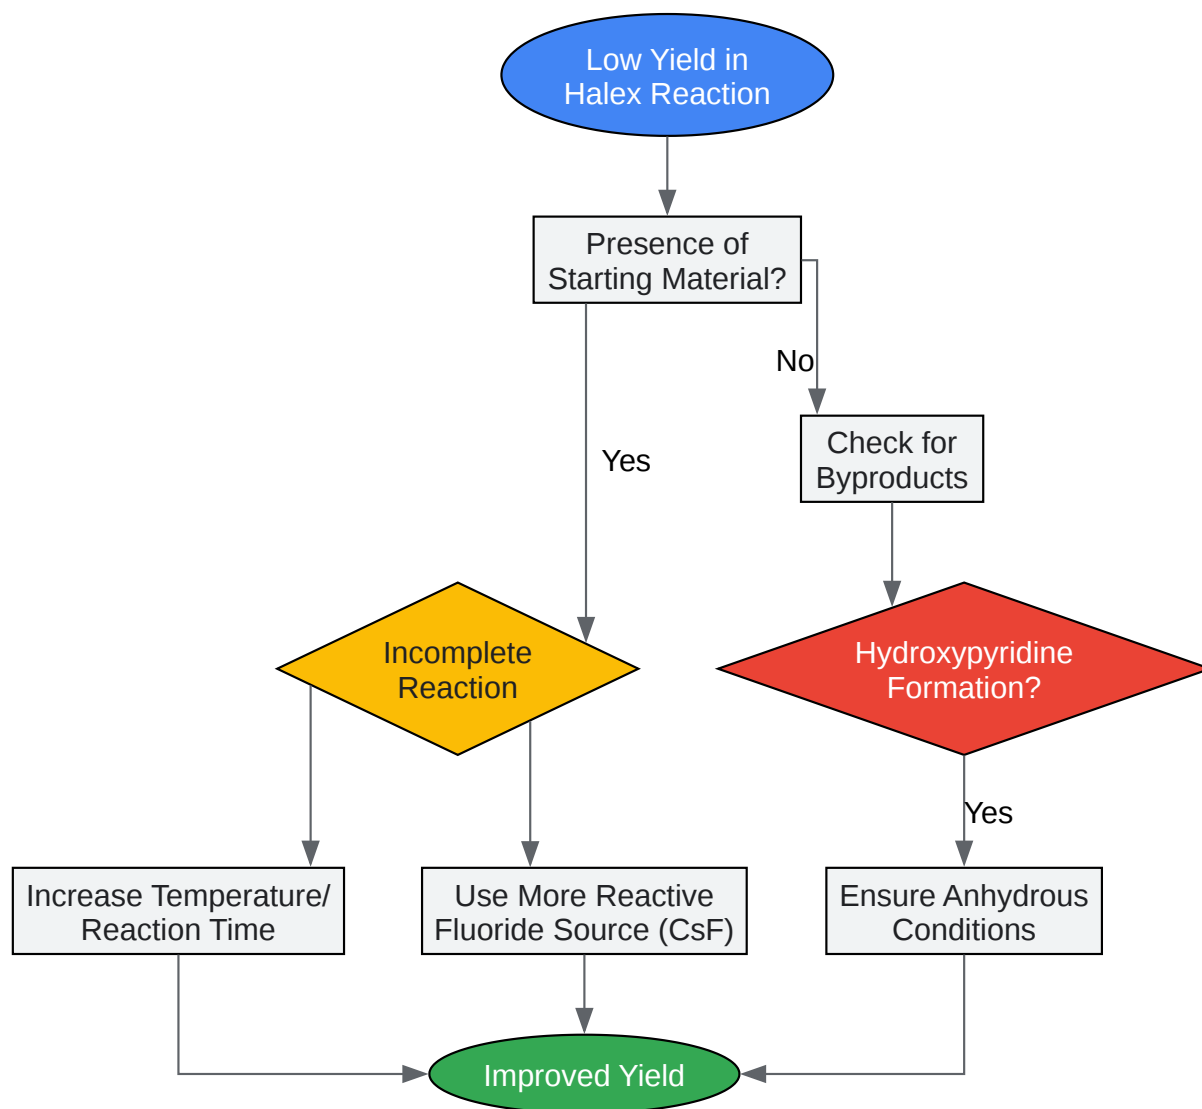 Low Yield in
Halex Reaction
Presence of
Starting Material?
No
Yes
Check for
Byproducts
Incomplete
Reaction
Hydroxypyridine
Formation?
Yes
Increase Temperature/
Reaction Time
Use More Reactive
Fluoride Source (CsF)
Ensure Anhydrous
Conditions
Improved Yield